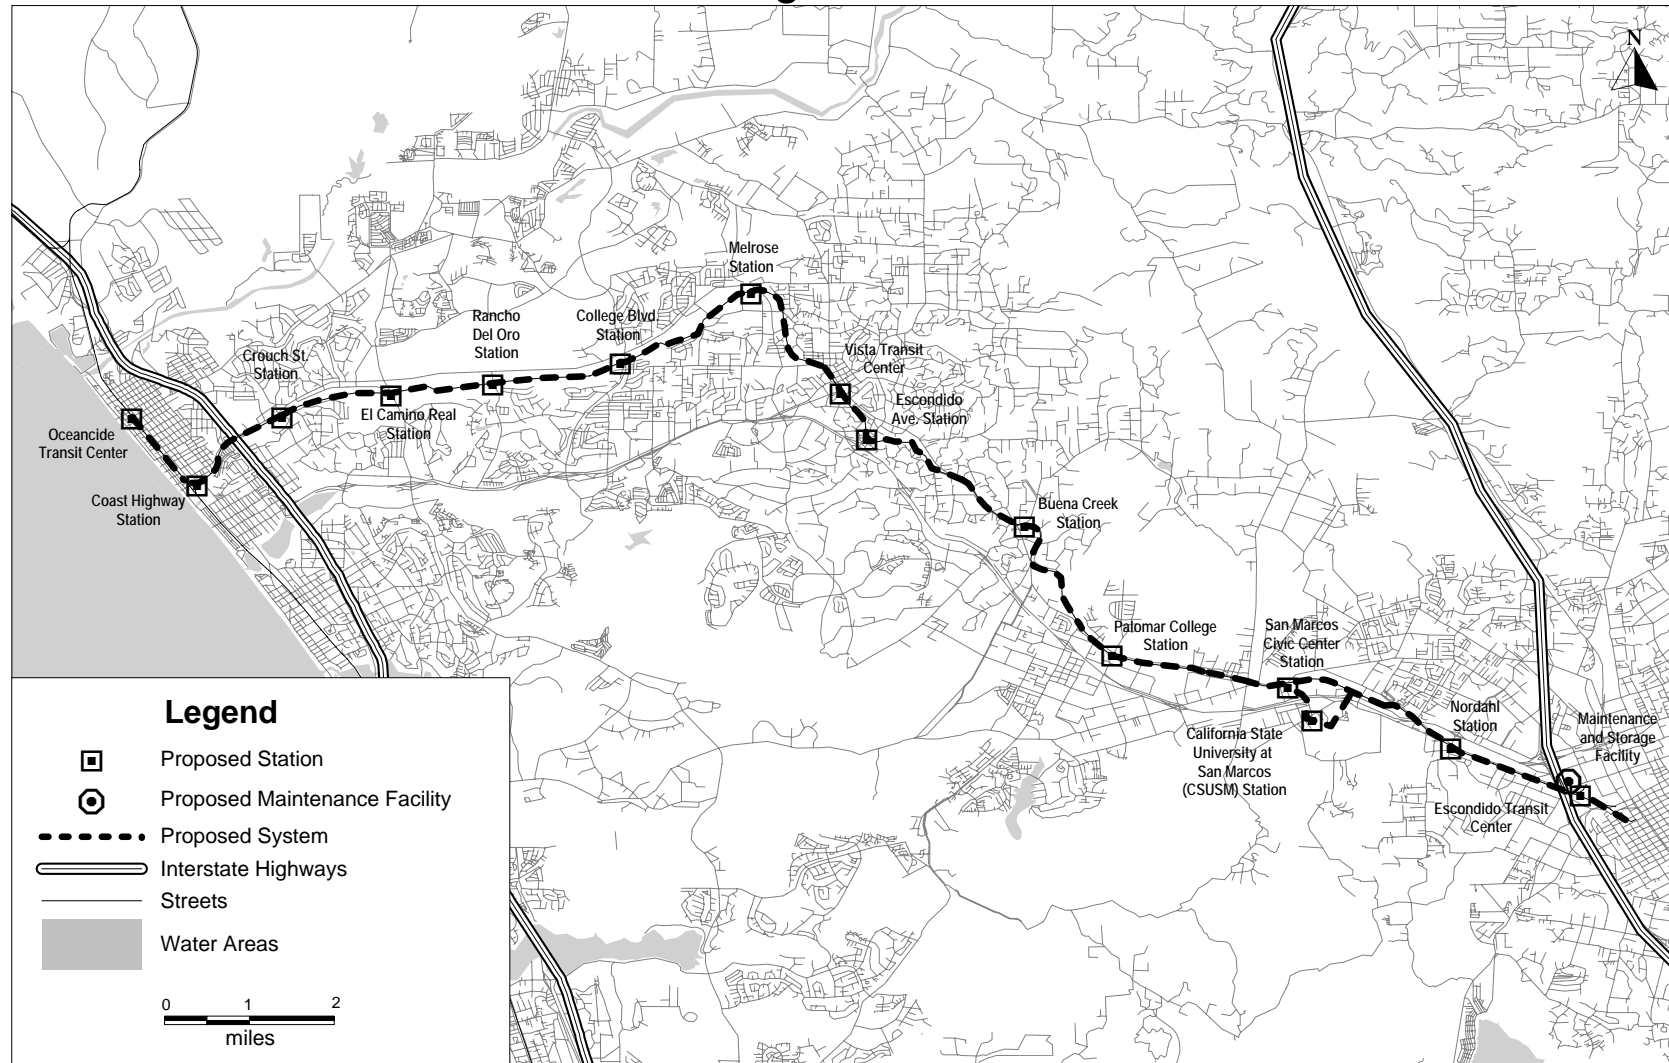 N
Melrose
Station
Rancho
Del Oro
Station
College Blvd.
Station
Crouch St.
Station
Vista Transit
Center
El Camino Real
Station
Escondido
Ave. Station
Oceancide
Transit Center
Coast Highway
Station
Buena Creek
Station
Palomar College
Station
San Marcos
Civic Center
Station
Nordahl
Station
Maintenance
and Storage
Facility
California State
University at
San Marcos
(CSUSM) Station
Escondido Transit
Center
Legend
Proposed Station
Proposed Maintenance Facility
Proposed System
Interstate Highways
Streets
Water Areas
0 1 2
miles